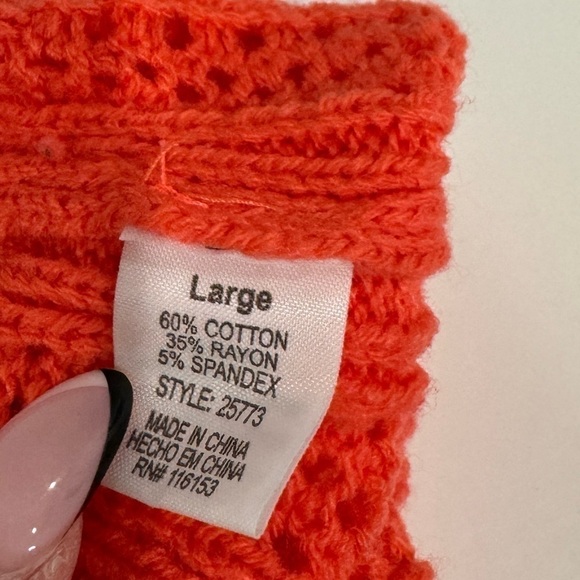 Large
60% COTTON
35% RAYON
5% SPANDEX
STYLE: 25773
MADE IN CHINA
HECHO EM CHINA
RN# 116153